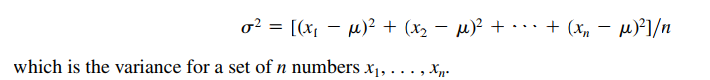 σ² = [(x₁ − μ)² + (x₂ − μ)² + · · · + (xₙ − μ)²]/n
which is the variance for a set of n numbers x₁, . . . , xₙ.